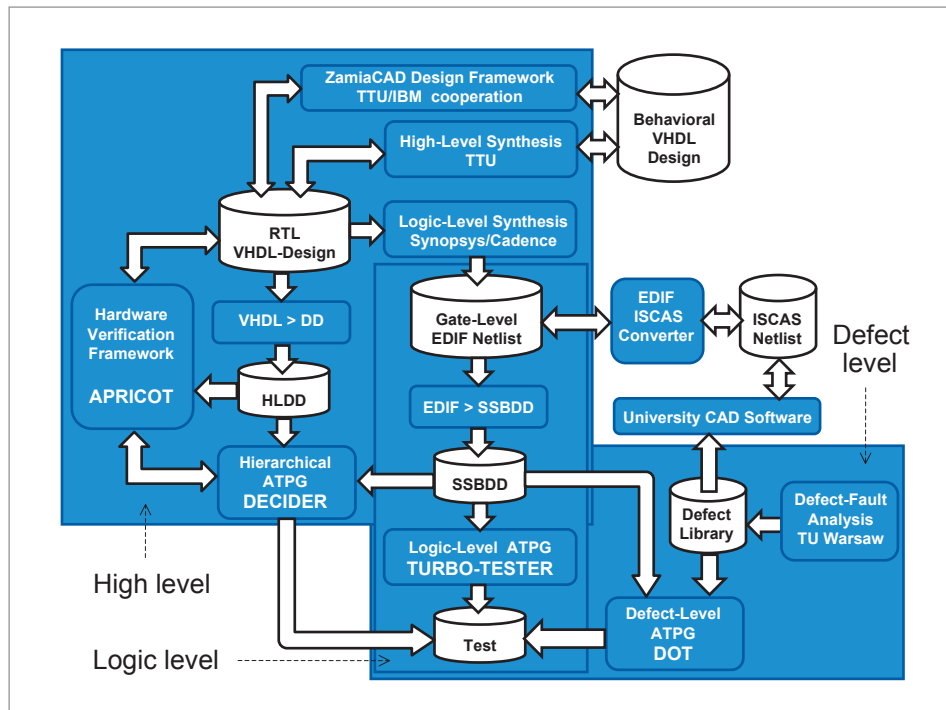 ZamiaCAD Design Framework
TTU/IBM cooperation
Behavioral
VHDL
Design
High-Level Synthesis
TTU
RTL
VHDL-Design
Logic-Level Synthesis
Synopsys/Cadence
Hardware
Verification
Framework
APRICOT
VHDL > DD
Gate-Level
EDIF Netlist
EDIF
ISCAS
Converter
ISCAS
Netlist
Defect
level
HLDD
EDIF > SSBDD
University CAD Software
Hierarchical
ATPG
DECIDER
SSBDD
Defect
Library
Defect-Fault
Analysis
TU Warsaw
High level
Logic-Level ATPG
TURBO-TESTER
Logic level
Test
Defect-Level
ATPG
DOT